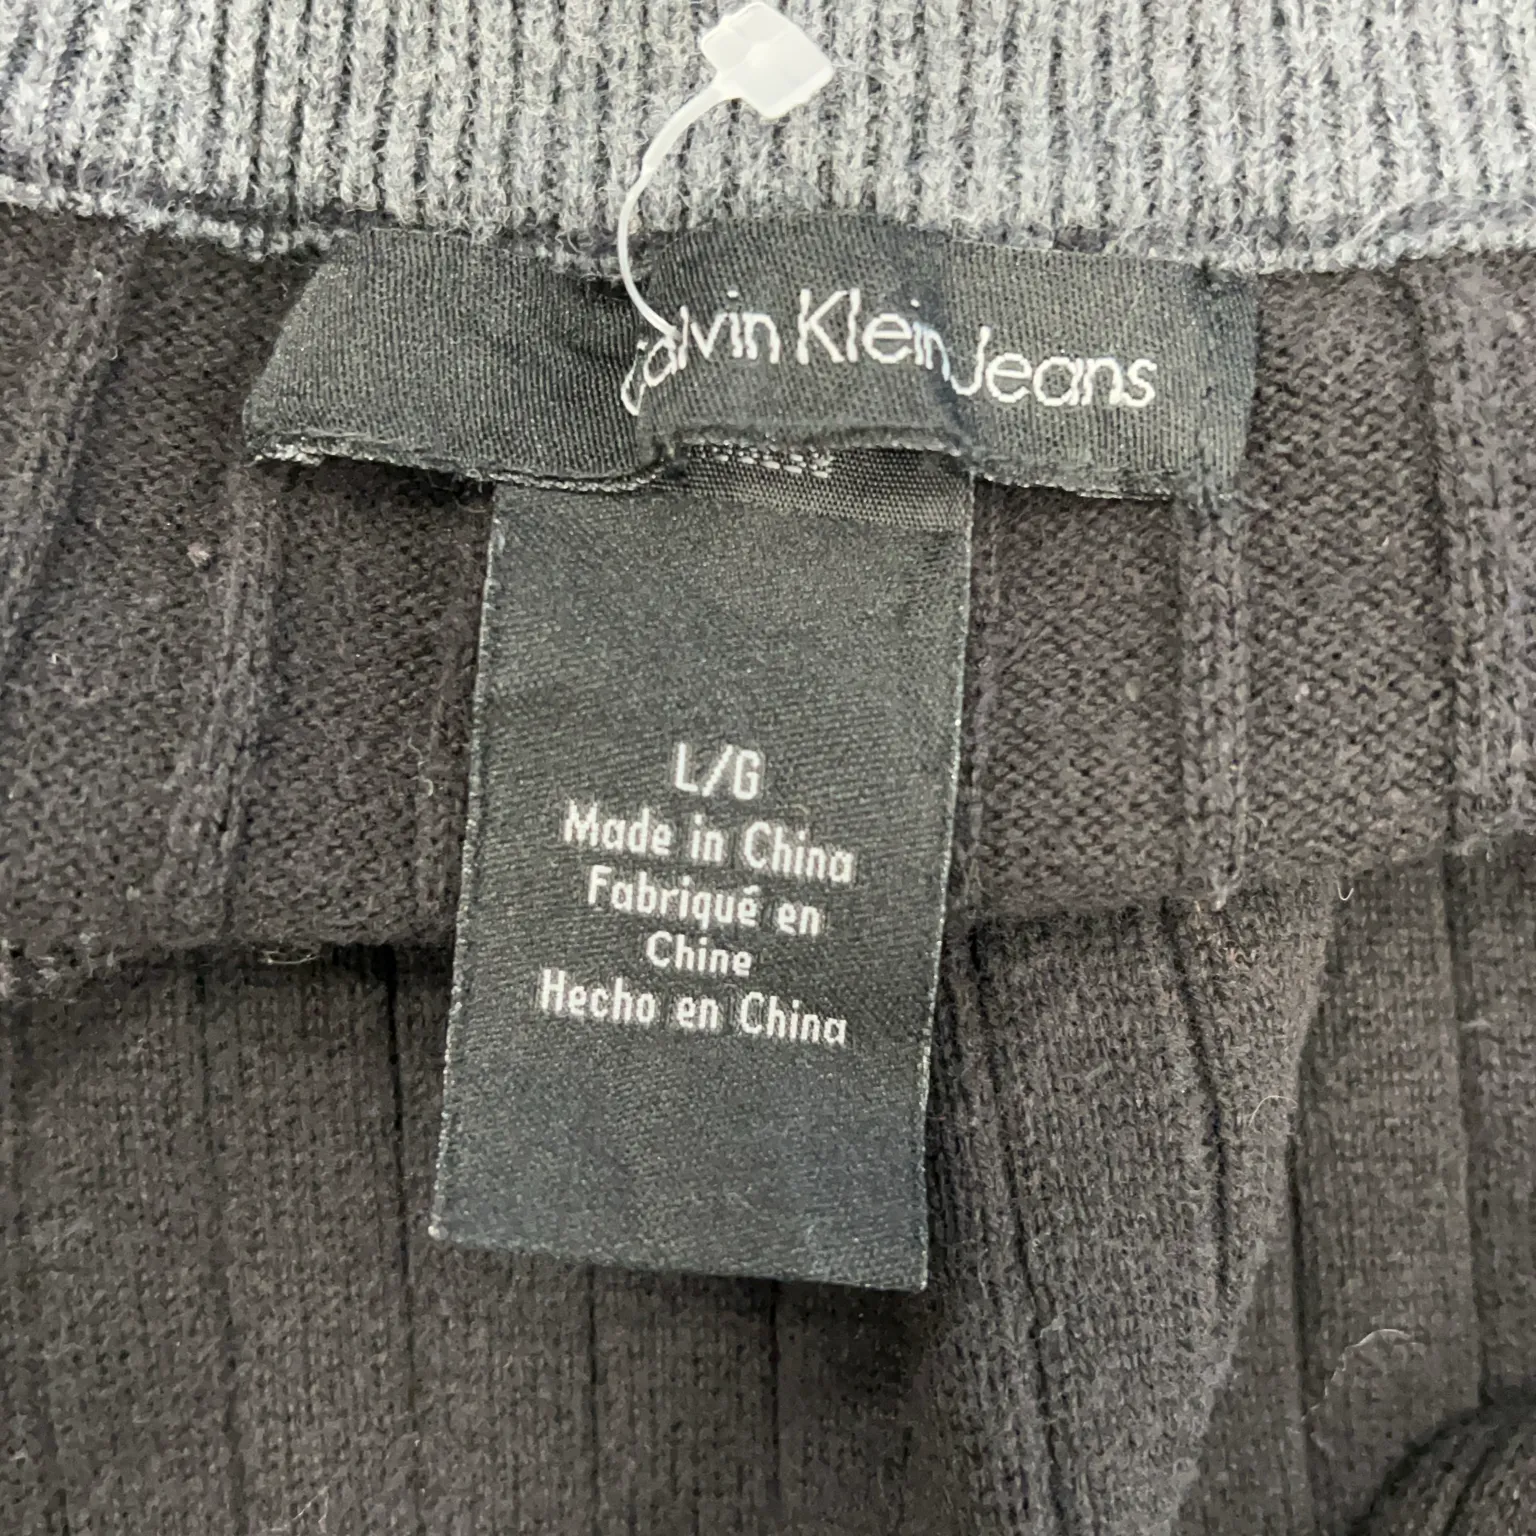 Calvin Klein Jeans
L/G
Made in China
Fabriqué en
Chine
Hecho en China